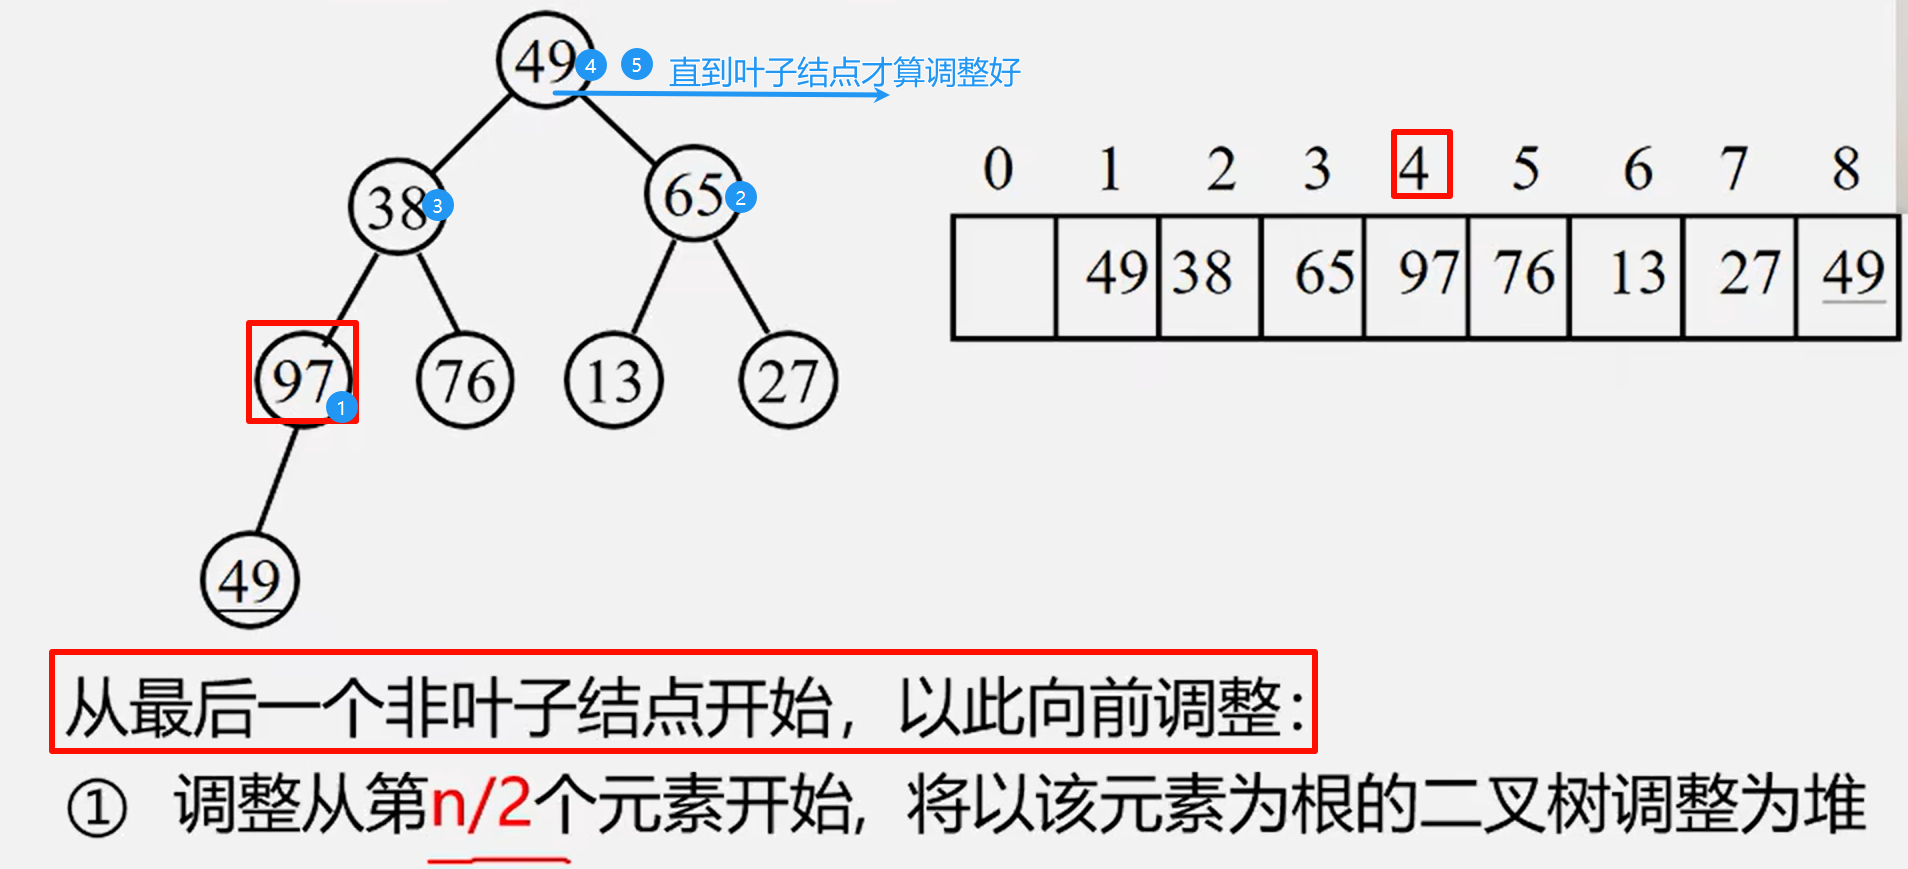 49 4 5 直到叶子结点才算调整好
0 1 2 3 4 5 6 7 8
38 3 65 2
49 38 65 97 76 13 27 49
97 1 76 13 27
49
从最后一个非叶子结点开始，以此向前调整：
① 调整从第n/2个元素开始，将以该元素为根的二叉树调整为堆